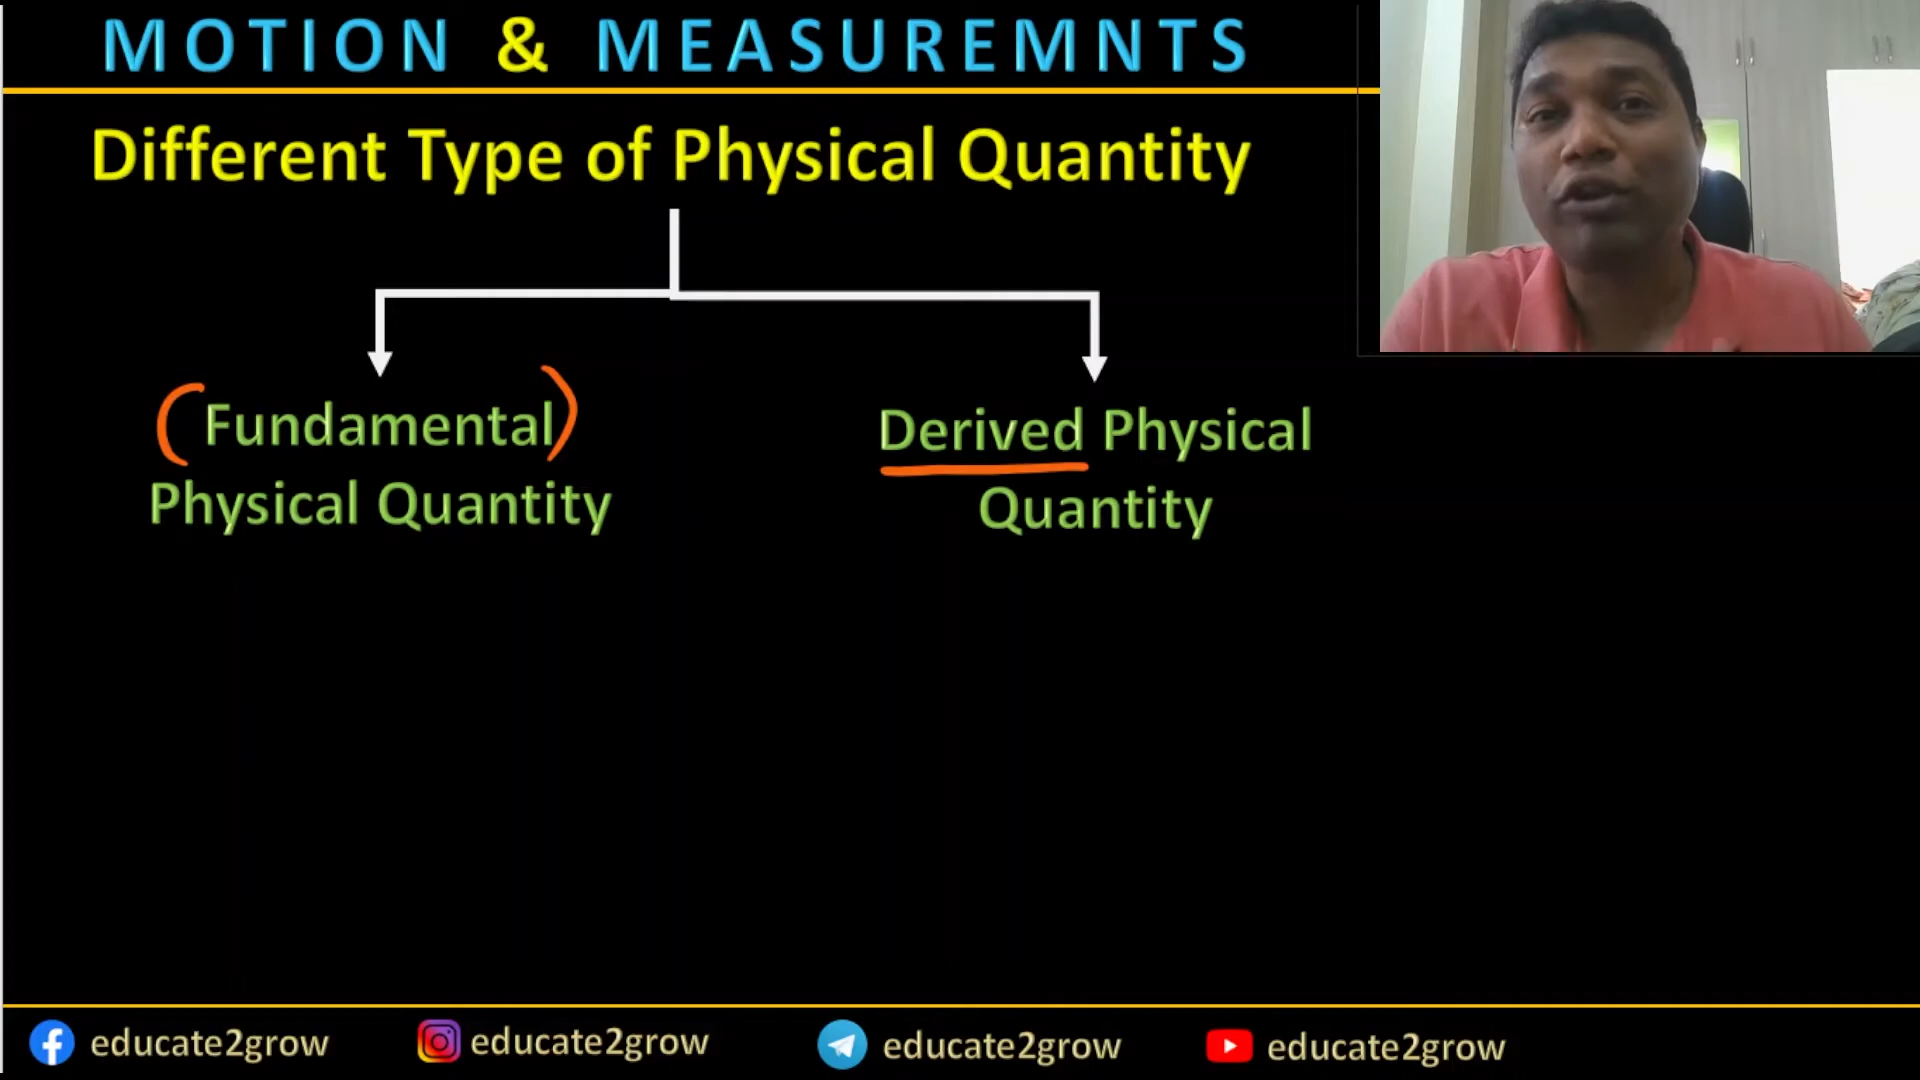 MOTION & MEASUREMNTS
Different Type of Physical Quantity
Fundamental
Physical Quantity
Derived Physical
Quantity
educate2grow
educate2grow
educate2grow
educate2grow